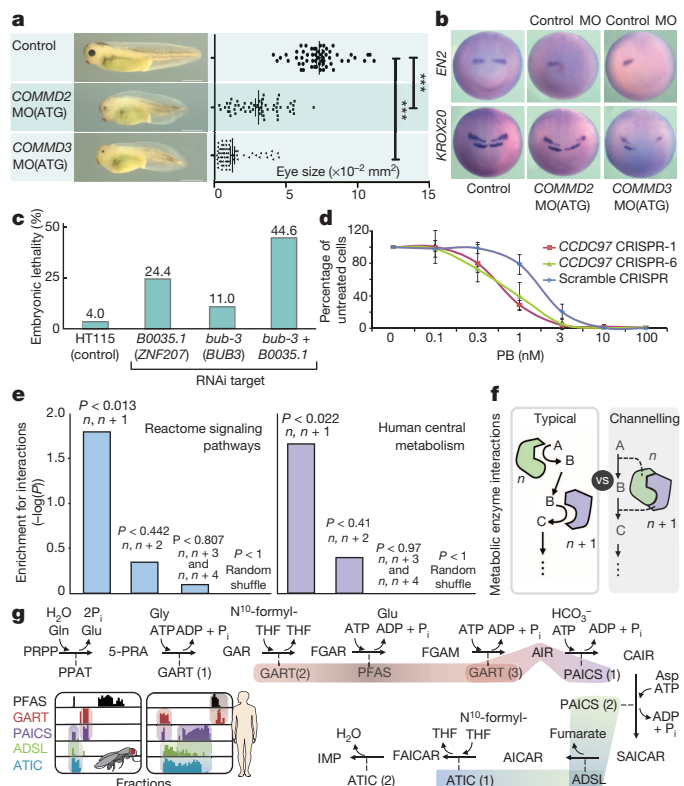 a
Control
COMMD2
MO(ATG)
COMMD3
MO(ATG)
***
***
Eye size (×10⁻² mm²)
0 5 10 15
b
Control MO Control MO
EN2
KROX20
Control COMMD2 MO(ATG) COMMD3 MO(ATG)
c
Embryonic lethality (%)
50
25
0
4.0
24.4
11.0
44.6
HT115 (control)
B0035.1 (ZNF207)
bub-3 (BUB3)
bub-3 + B0035.1
RNAi target
d
Percentage of untreated cells
120
80
40
0
CCDC97 CRISPR-1
CCDC97 CRISPR-6
Scramble CRISPR
0 0.1 0.3 1 3 10 100
PB (nM)
e
Enrichment for interactions (–log(P))
2.0
1.5
1.0
0.5
0
P < 0.013
n, n + 1
Reactome signaling pathways
P < 0.442
n, n + 2
P < 0.807
n, n + 3
and
n, n + 4
P < 1
Random shuffle
P < 0.022
n, n + 1
Human central metabolism
P < 0.41
n, n + 2
P < 0.97
n, n + 3
and
n, n + 4
P < 1
Random shuffle
f
Metabolic enzyme interactions
Typical
A
B
n
B
C
n + 1
vs
Channelling
A
n
B
C
n + 1
g
H₂O 2Pᵢ
Gln Glu
PRPP
PPAT
5-PRA
Gly
ATP ADP + Pᵢ
GART (1)
GAR
N¹⁰-formyl-
THF THF
GART(2)
FGAR
Glu
ATP ADP + Pᵢ
PFAS
FGAM
ATP ADP + Pᵢ
GART (3)
AIR
HCO₃⁻
ATP ADP + Pᵢ
PAICS (1)
CAIR
Asp
ATP
PAICS (2)
ADP + Pᵢ
SAICAR
Fumarate
ADSL
AICAR
N¹⁰-formyl-
THF THF
ATIC (1)
FAICAR
H₂O
ATIC (2)
IMP
PFAS
GART
PAICS
ADSL
ATIC
Fractions